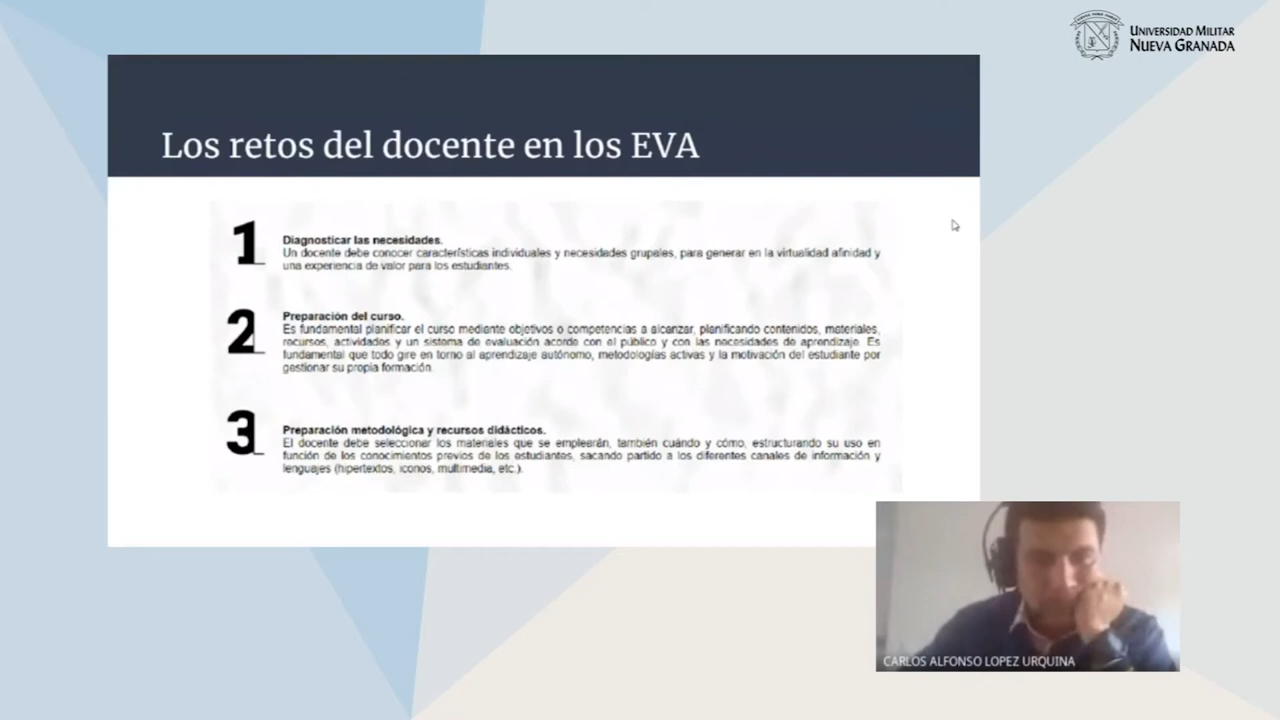 UNIVERSIDAD MILITAR
NUEVA GRANADA
Los retos del docente en los EVA
1
Diagnosticar las necesidades.
Un docente debe conocer características individuales y necesidades grupales, para generar en la virtualidad afinidad y
una experiencia de valor para los estudiantes.
2
Preparación del curso.
Es fundamental planificar el curso mediante objetivos o competencias a alcanzar, planificando contenidos, materiales,
recursos, actividades y un sistema de evaluación acorde con el público y con las necesidades de aprendizaje. Es
fundamental que todo gire en torno al aprendizaje autónomo, metodologías activas y la motivación del estudiante por
gestionar su propia formación.
3
Preparación metodológica y recursos didácticos.
El docente debe seleccionar los materiales que se emplearán, también cuándo y cómo, estructurando su uso en
función de los conocimientos previos de los estudiantes, sacando partido a los diferentes canales de información y
lenguajes (hipertextos, iconos, multimedia, etc.).
CARLOS ALFONSO LOPEZ URQUINA